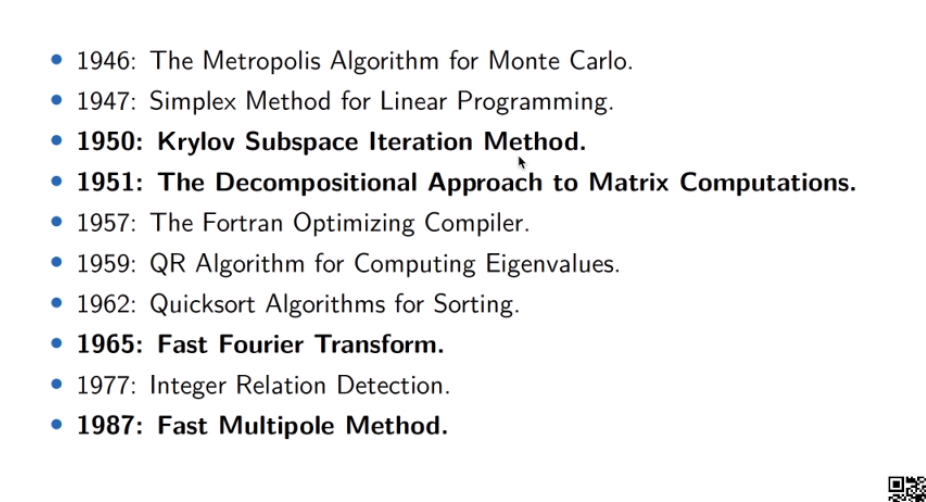 • 1946: The Metropolis Algorithm for Monte Carlo.
• 1947: Simplex Method for Linear Programming.
• 1950: Krylov Subspace Iteration Method.
• 1951: The Decompositional Approach to Matrix Computations.
• 1957: The Fortran Optimizing Compiler.
• 1959: QR Algorithm for Computing Eigenvalues.
• 1962: Quicksort Algorithms for Sorting.
• 1965: Fast Fourier Transform.
• 1977: Integer Relation Detection.
• 1987: Fast Multipole Method.